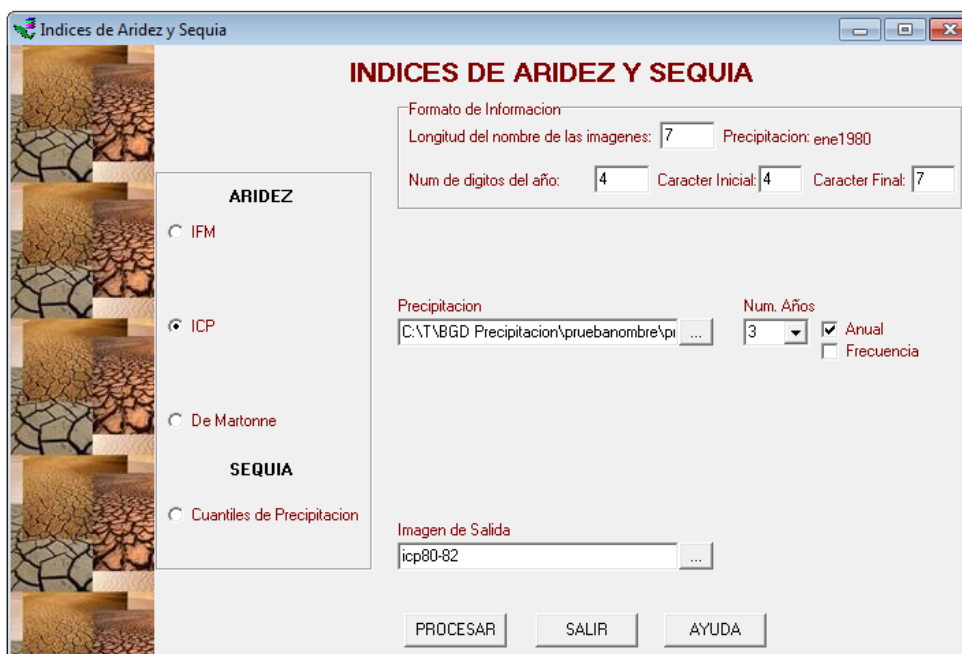 Indices de Aridez y Sequia
INDICES DE ARIDEZ Y SEQUIA
Formato de Informacion
Longitud del nombre de las imagenes: 7 Precipitacion: ene1980
Num de digitos del año: 4 Caracter Inicial: 4 Caracter Final: 7
ARIDEZ
IFM
ICP
De Martonne
SEQUIA
Cuantiles de Precipitacion
Precipitacion
C:\T\BGD Precipitacion\pruebanombre\pr ...
Num. Años
3
Anual
Frecuencia
Imagen de Salida
icp80-82 ...
PROCESAR SALIR AYUDA